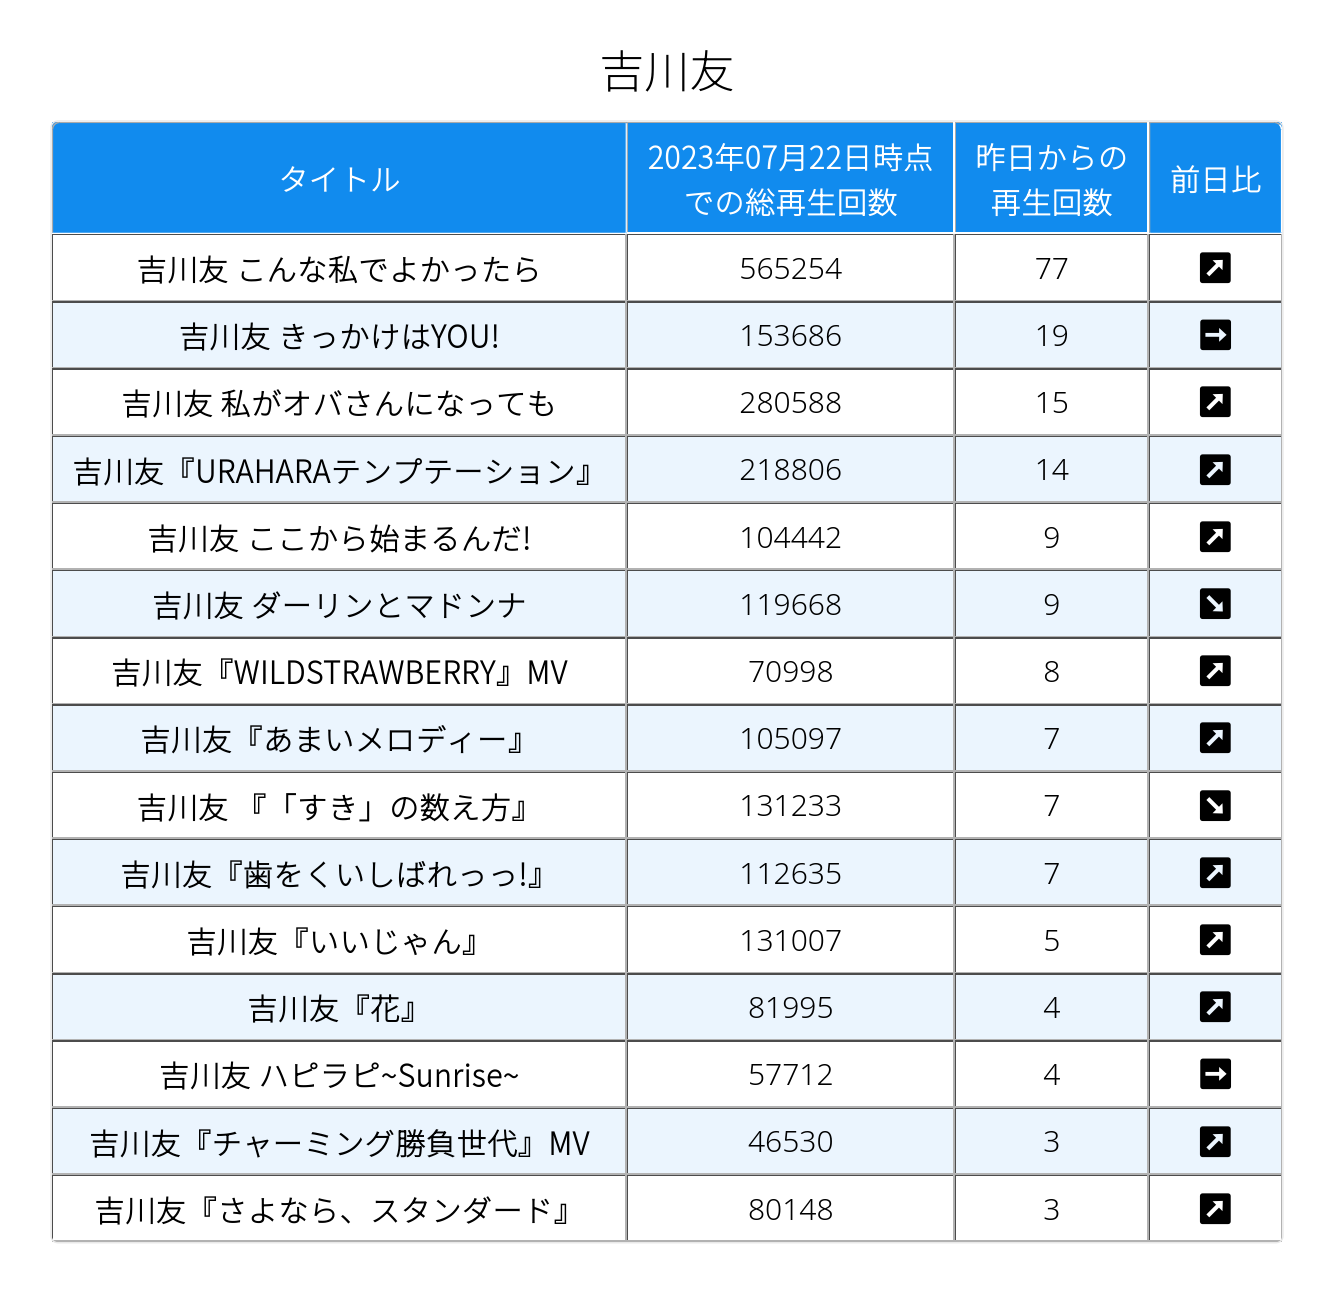 吉川友
タイトル
2023年07月22日時点
での総再生回数
昨日からの
再生回数
前日比
吉川友 こんな私でよかったら 565254 77
吉川友 きっかけはYOU! 153686 19
吉川友 私がオバさんになっても 280588 15
吉川友『URAHARAテンプテーション』 218806 14
吉川友 ここから始まるんだ! 104442 9
吉川友 ダーリンとマドンナ 119668 9
吉川友『WILDSTRAWBERRY』MV 70998 8
吉川友『あまいメロディー』 105097 7
吉川友 『「すき」の数え方』 131233 7
吉川友『歯をくいしばれっっ!』 112635 7
吉川友『いいじゃん』 131007 5
吉川友『花』 81995 4
吉川友 ハピラピ~Sunrise~ 57712 4
吉川友『チャーミング勝負世代』MV 46530 3
吉川友『さよなら、スタンダード』 80148 3